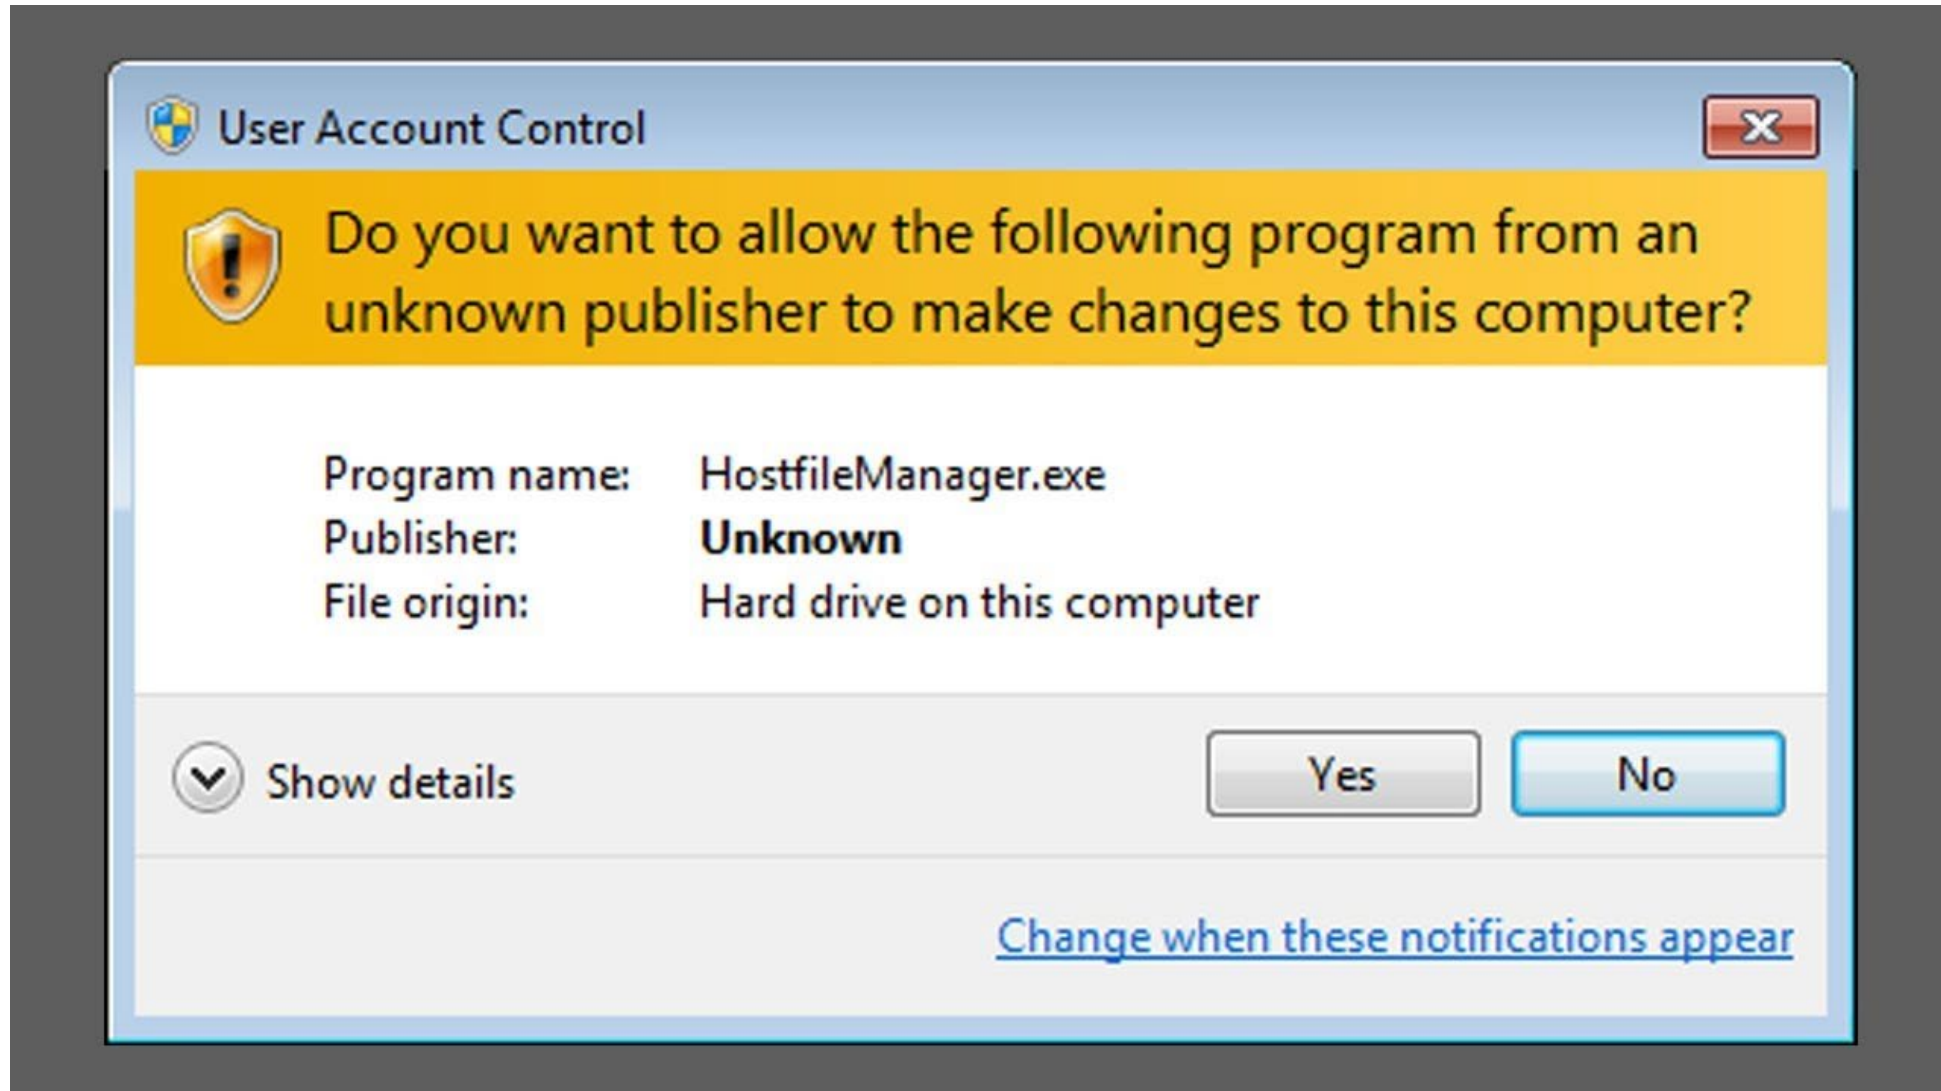 User Account Control
Do you want to allow the following program from an
unknown publisher to make changes to this computer?
Program name: HostfileManager.exe
Publisher: Unknown
File origin: Hard drive on this computer
Show details
Yes
No
Change when these notifications appear